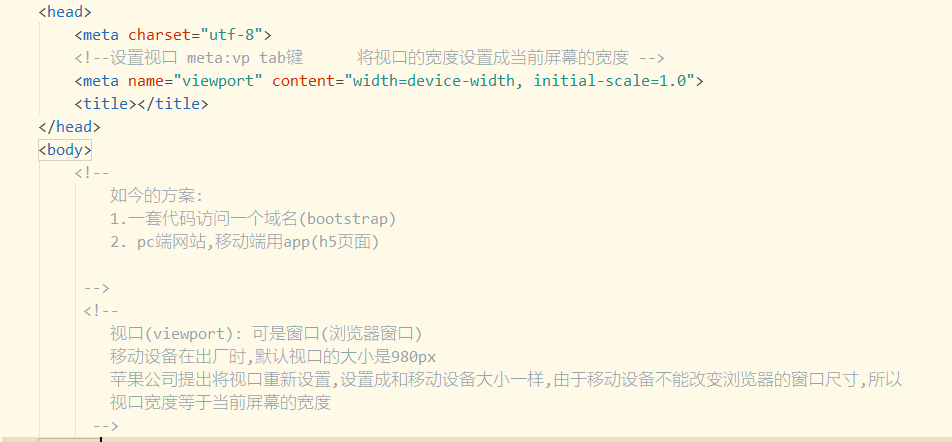 <head>
<meta charset="utf-8">
<!--设置视口 meta:vp tab键 将视口的宽度设置成当前屏幕的宽度 -->
<meta name="viewport" content="width=device-width, initial-scale=1.0">
<title></title>
</head>
<body>
<!--
如今的方案:
1.一套代码访问一个域名(bootstrap)
2. pc端网站,移动端用app(h5页面)
-->
<!--
视口(viewport): 可是窗口(浏览器窗口)
移动设备在出厂时,默认视口的大小是980px
苹果公司提出将视口重新设置,设置成和移动设备大小一样,由于移动设备不能改变浏览器的窗口尺寸,所以
视口宽度等于当前屏幕的宽度
-->